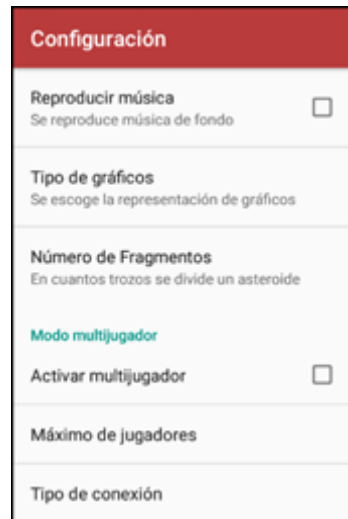 Configuración
Reproducir música
Se reproduce música de fondo
Tipo de gráficos
Se escoge la representación de gráficos
Número de Fragmentos
En cuantos trozos se divide un asteroide
Modo multijugador
Activar multijugador
Máximo de jugadores
Tipo de conexión